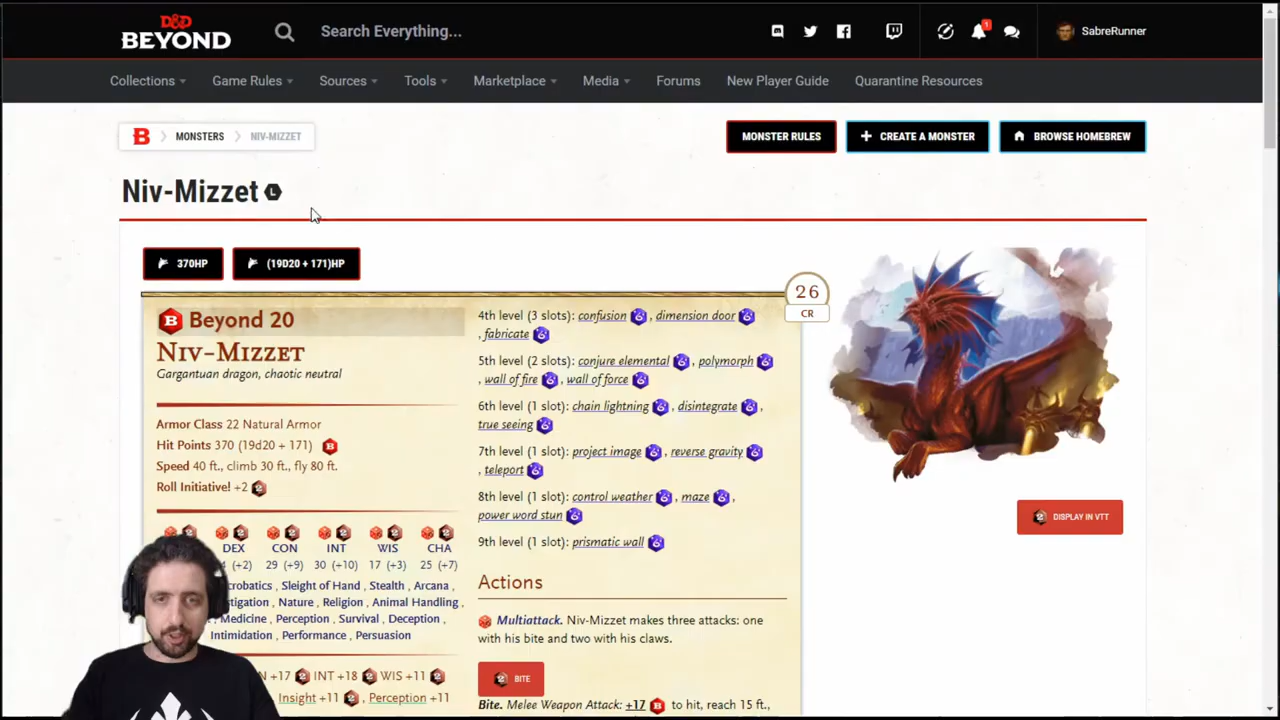 D&D
BEYOND
Search Everything...
1
SabreRunner
Collections
Game Rules
Sources
Tools
Marketplace
Media
Forums
New Player Guide
Quarantine Resources
B
MONSTERS
NIV-MIZZET
MONSTER RULES
+ CREATE A MONSTER
BROWSE HOMEBREW
Niv-Mizzet L
370HP
(19D20 + 171)HP
Beyond 20
NIV-MIZZET
Gargantuan dragon, chaotic neutral
Armor Class 22 Natural Armor
Hit Points 370 (19d20 + 171)
Speed 40 ft., climb 30 ft., fly 80 ft.
Roll Initiative! +2
DEX CON INT WIS CHA
(+2) 29 (+9) 30 (+10) 17 (+3) 25 (+7)
, Sleight of Hand , Stealth , Arcana ,
, Nature , Religion , Animal Handling ,
Medicine , Perception , Survival , Deception ,
Intimidation , Performance , Persuasion
+17 INT +18 WIS +11
Insight +11 , Perception +11
4th level (3 slots): confusion , dimension door
, fabricate
5th level (2 slots): conjure elemental , polymorph
, wall of fire , wall of force
6th level (1 slot): chain lightning , disintegrate ,
true seeing
7th level (1 slot): project image , reverse gravity ,
teleport
8th level (1 slot): control weather , maze ,
power word stun
9th level (1 slot): prismatic wall
Actions
Multiattack. Niv-Mizzet makes three attacks: one
with his bite and two with his claws.
BITE
Bite. Melee Weapon Attack: +17 to hit, reach 15 ft.,
26
CR
DISPLAY IN VTT